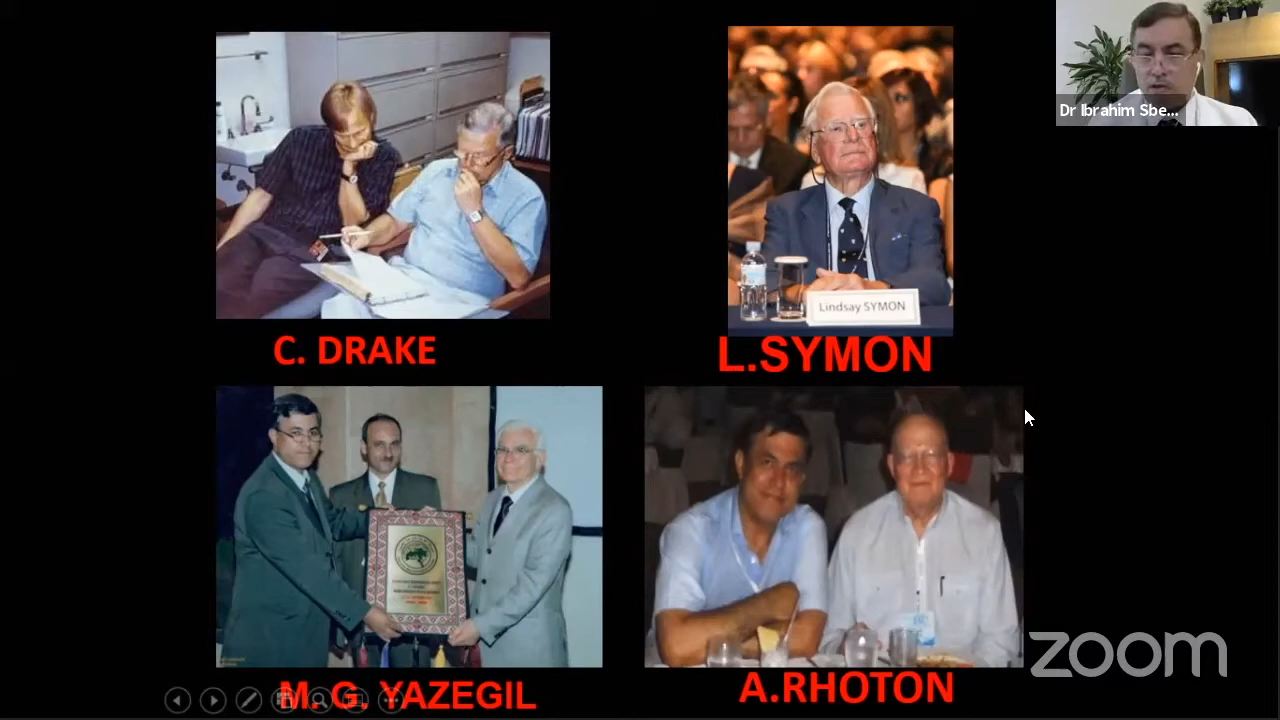 Dr Ibrahim Sbe...
Lindsay SYMON
C. DRAKE
L.SYMON
M. G. YAZEGIL
A.RHOTON
zoom